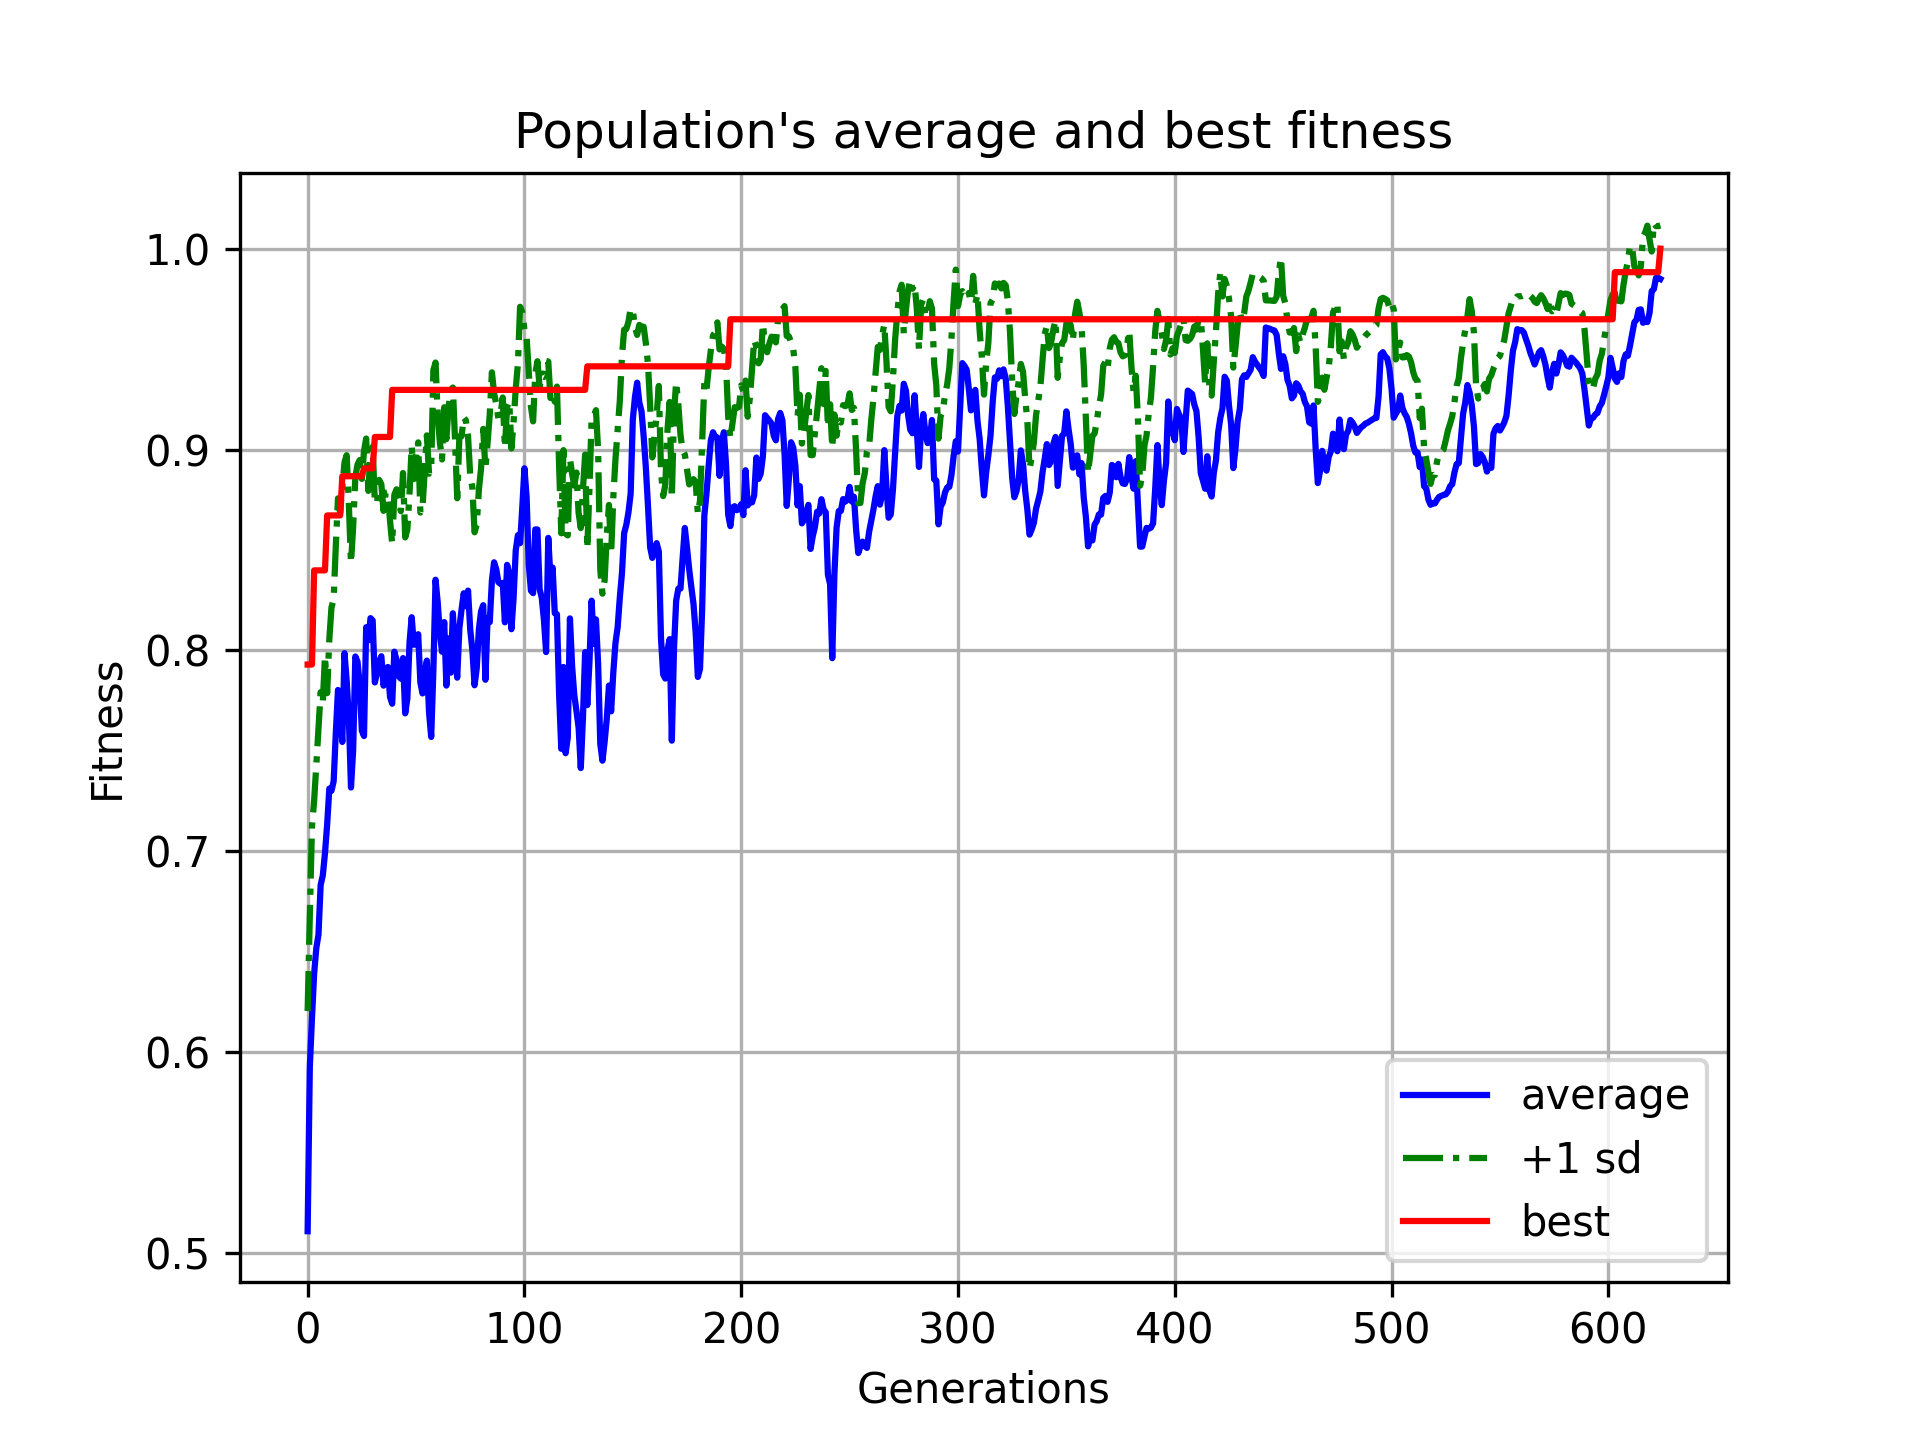 Population's average and best fitness
1.0
0.9
0.8
0.7
0.6
0.5
Fitness
0 100 200 300 400 500 600
Generations
average
+1 sd
best